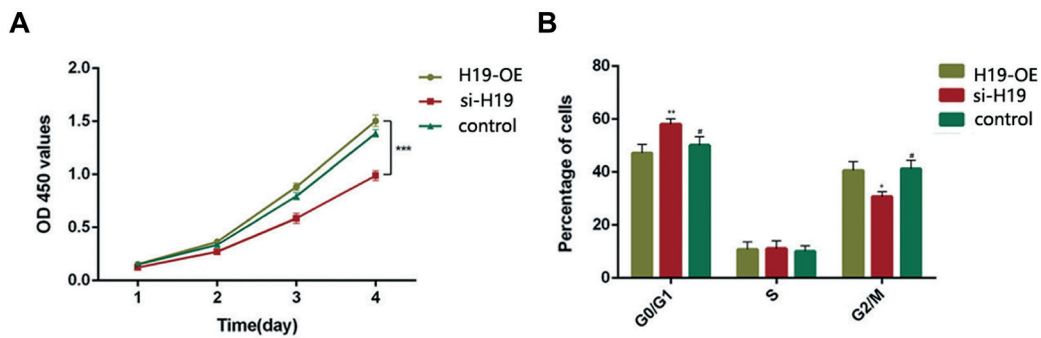 A
OD 450 values
2.0
1.5
1.0
0.5
0.0
1 2 3 4
Time(day)
H19-OE
si-H19
control
***
B
Percentage of cells
80
60
40
20
0
** #
* #
G0/G1 S G2/M
H19-OE
si-H19
control